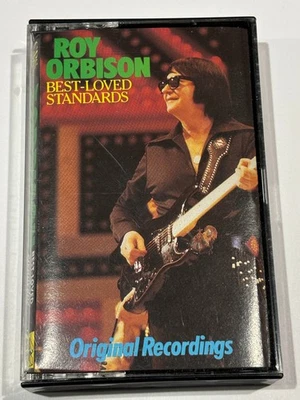 ROY
ORBISON
BEST-LOVED
STANDARDS
Original Recordings